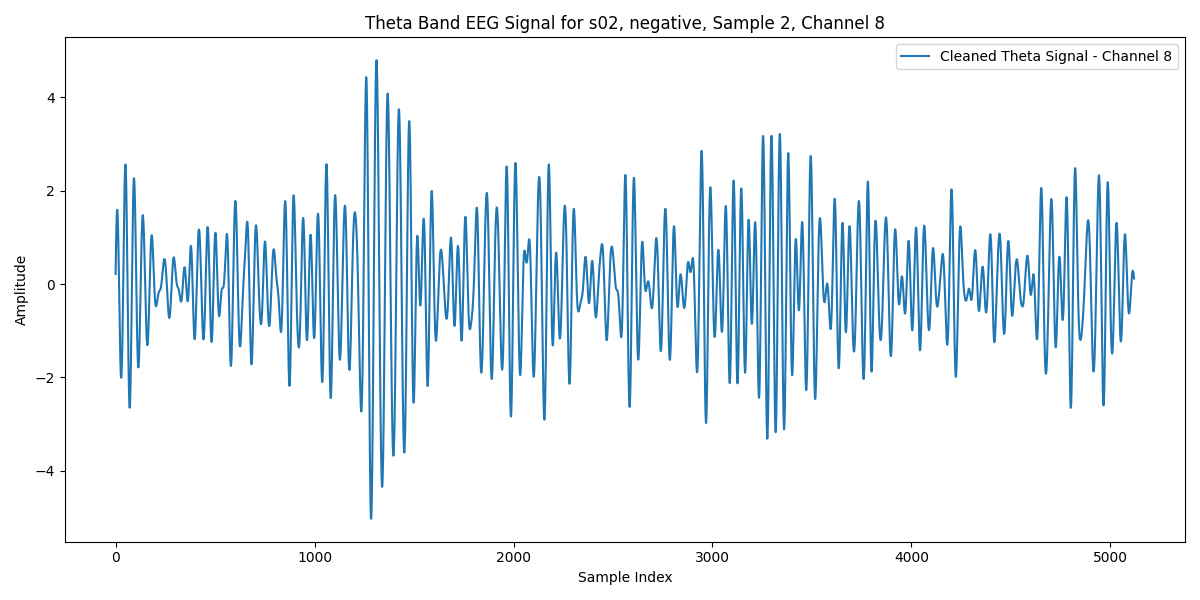 Theta Band EEG Signal for s02, negative, Sample 2, Channel 8
Cleaned Theta Signal - Channel 8
Amplitude
4
2
0
−2
−4
0 1000 2000 3000 4000 5000
Sample Index